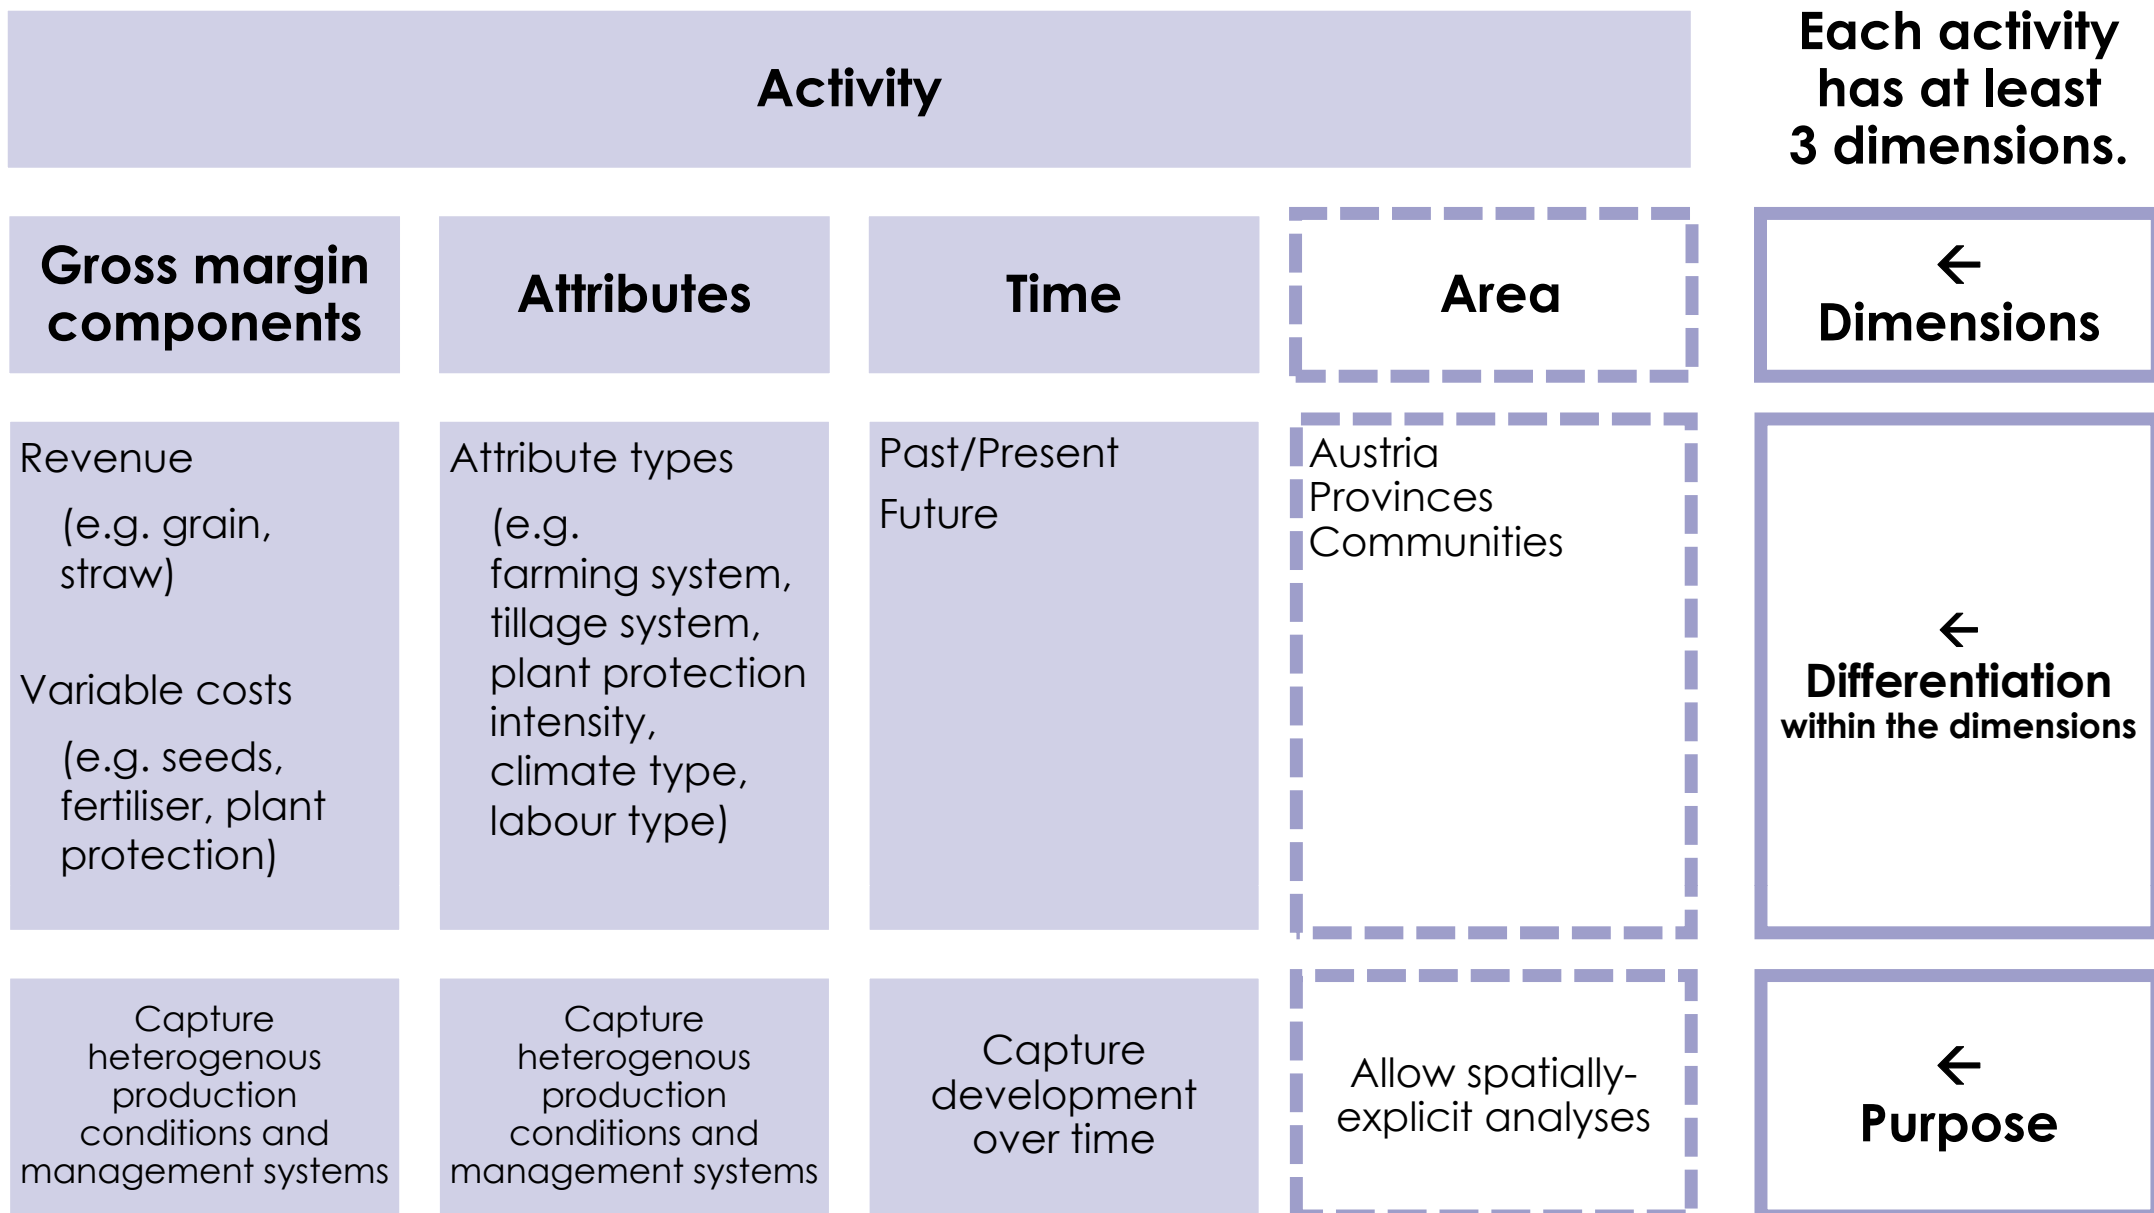 Activity
Each activity
has at least
3 dimensions.
Gross margin
components
Attributes
Time
Area
←
Dimensions
Revenue
(e.g. grain,
straw)
Variable costs
(e.g. seeds,
fertiliser, plant
protection)
Attribute types
(e.g.
farming system,
tillage system,
plant protection
intensity,
climate type,
labour type)
Past/Present
Future
Austria
Provinces
Communities
←
Differentiation
within the dimensions
Capture
heterogenous
production
conditions and
management systems
Capture
heterogenous
production
conditions and
management systems
Capture
development
over time
Allow spatially-
explicit analyses
←
Purpose